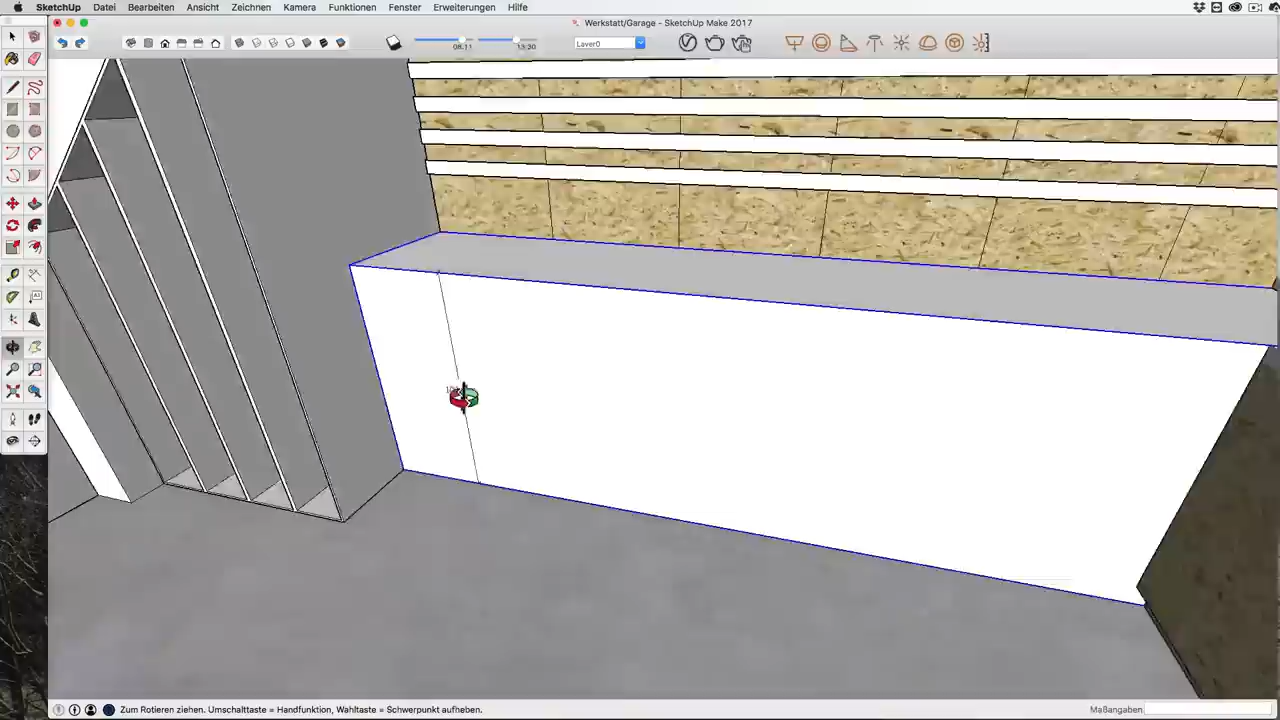 SketchUp Datei Bearbeiten Ansicht Zeichnen Kamera Funktionen Fenster Erweiterungen Hilfe
Werkstatt/Garage - SketchUp Make 2017
Layer0
08:11
13:30
Zum Rotieren ziehen. Umschalttaste = Handfunktion, Wahltaste = Schwerpunkt aufheben.
Maßangaben